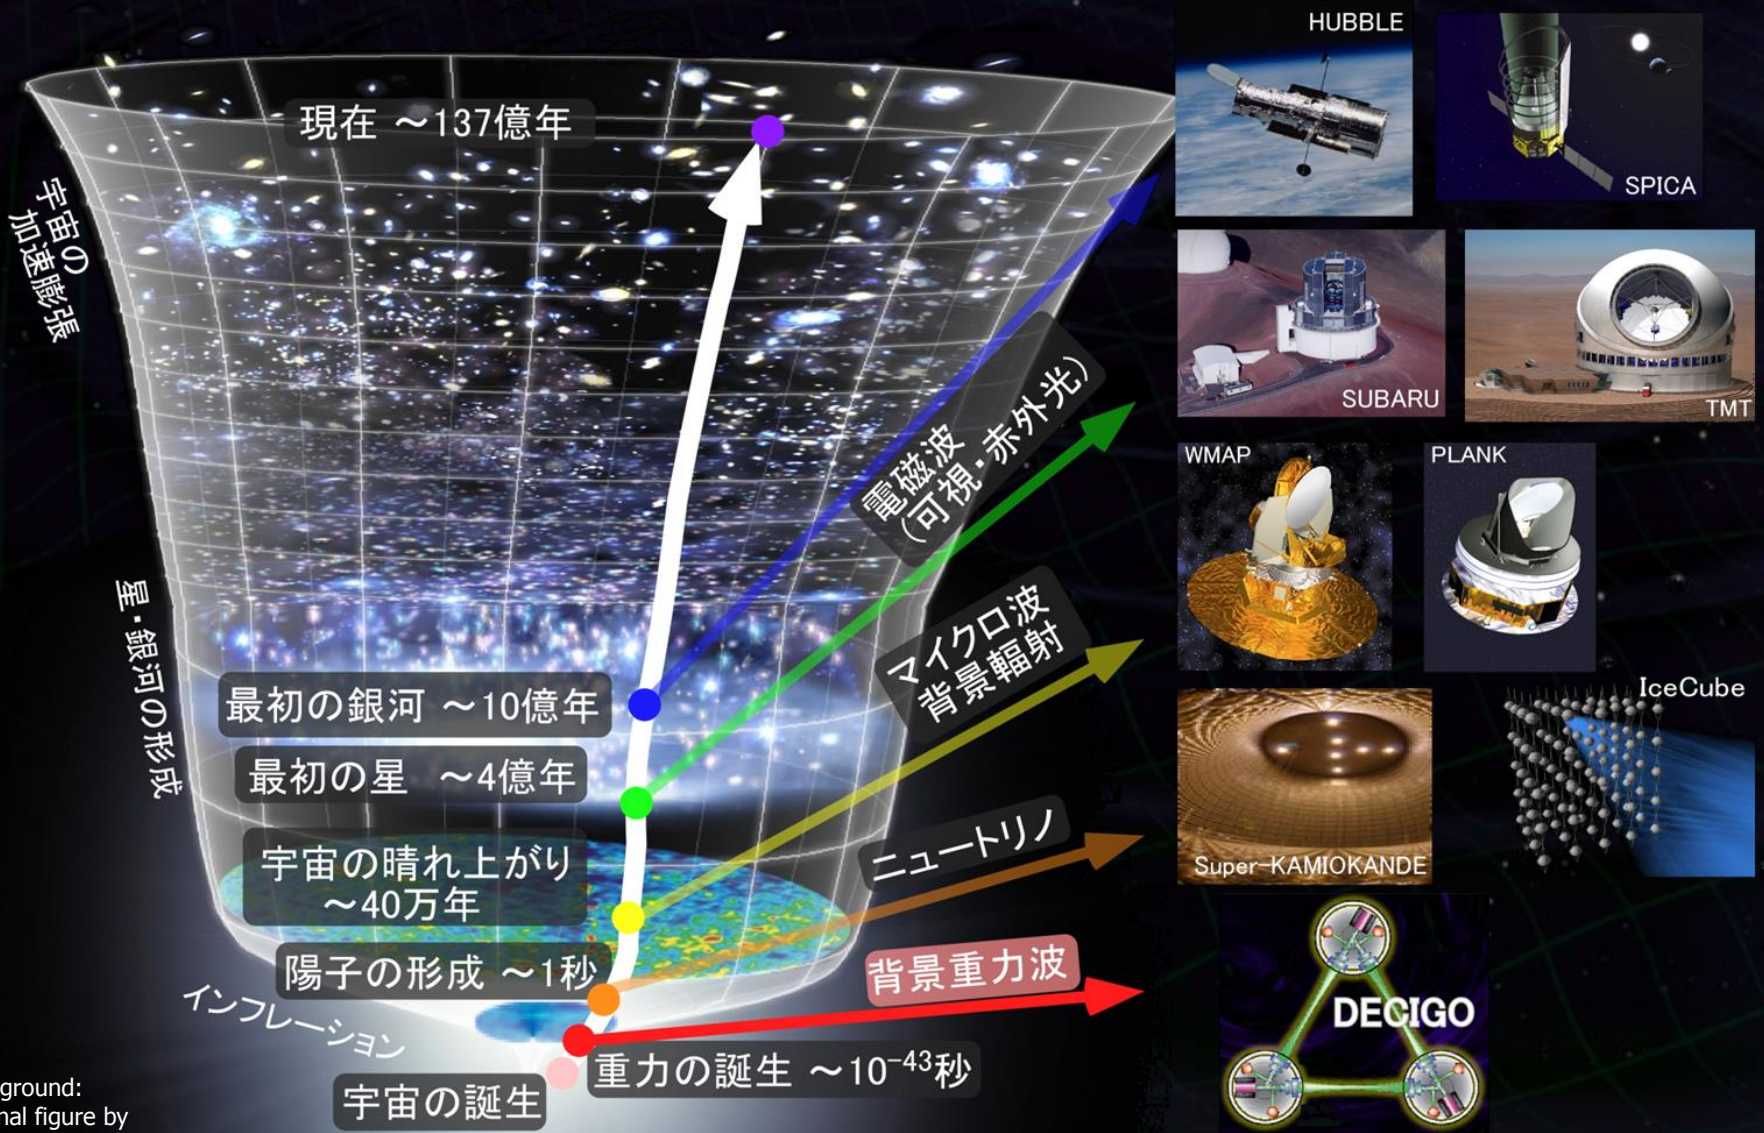 HUBBLE
SPICA
現在 ～137億年
宇宙の
加速膨張
SUBARU
TMT
電磁波
（可視・赤外光）
WMAP
PLANK
マイクロ波
背景輻射
星・銀河の形成
最初の銀河 ～10億年
IceCube
最初の星 ～4億年
宇宙の晴れ上がり
～40万年
ニュートリノ
Super-KAMIOKANDE
陽子の形成 ～1秒
背景重力波
インフレーション
DECIGO
重力の誕生 ～10⁻⁴³秒
宇宙の誕生
ground:
nal figure by